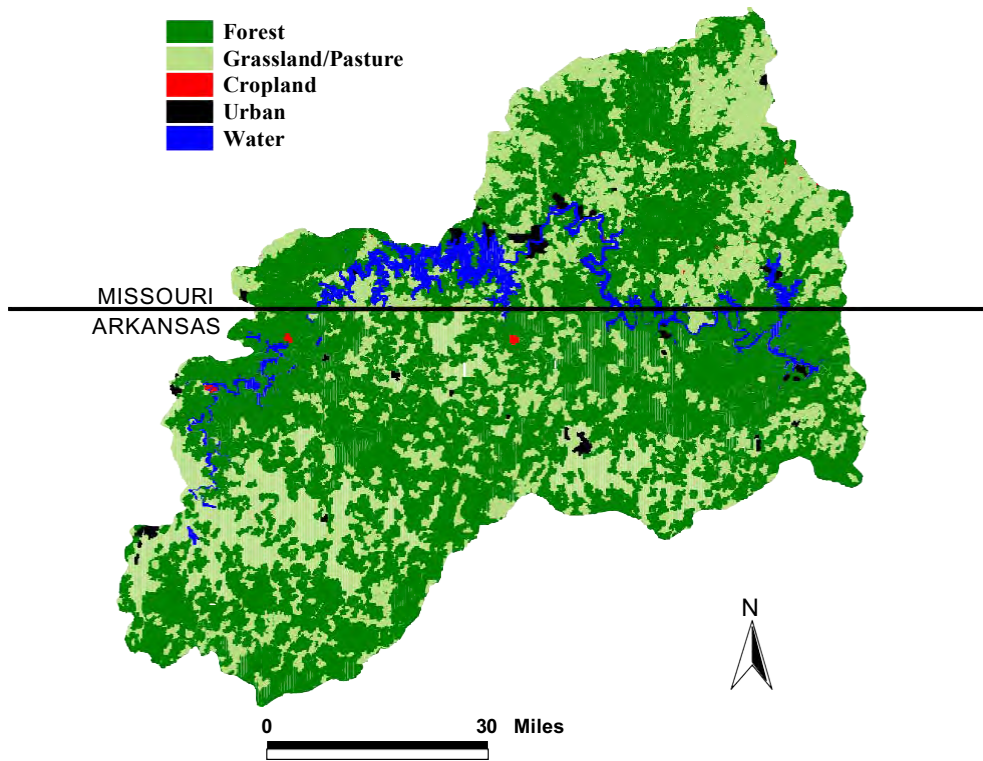 Forest
Grassland/Pasture
Cropland
Urban
Water
MISSOURI
ARKANSAS
N
0 30 Miles